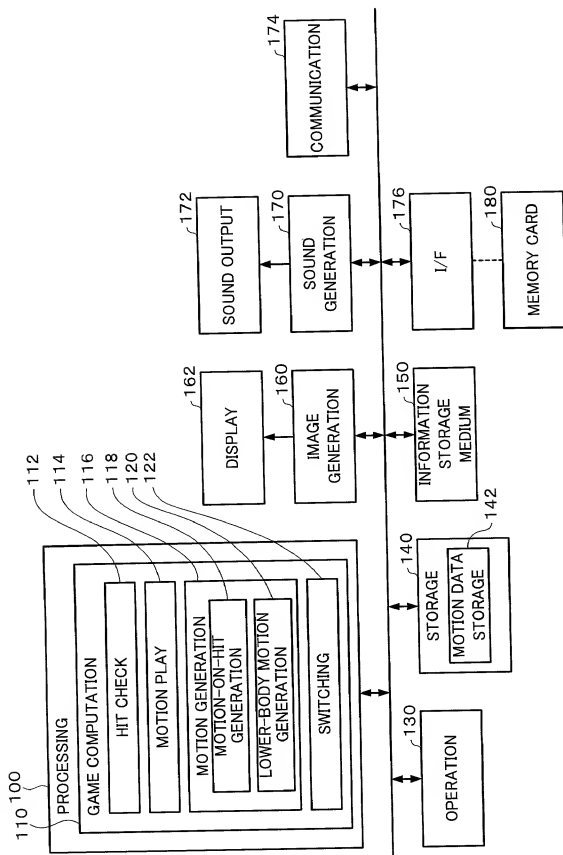 100
PROCESSING
110
GAME COMPUTATION
HIT CHECK
MOTION PLAY
MOTION GENERATION
MOTION-ON-HIT
GENERATION
LOWER-BODY MOTION
GENERATION
SWITCHING
112
114
116
118
120
122
162
DISPLAY
160
IMAGE
GENERATION
172
SOUND OUTPUT
170
SOUND
GENERATION
174
COMMUNICATION
130
OPERATION
140
STORAGE
142
MOTION DATA
STORAGE
150
INFORMATION
STORAGE
MEDIUM
176
I/F
180
MEMORY CARD